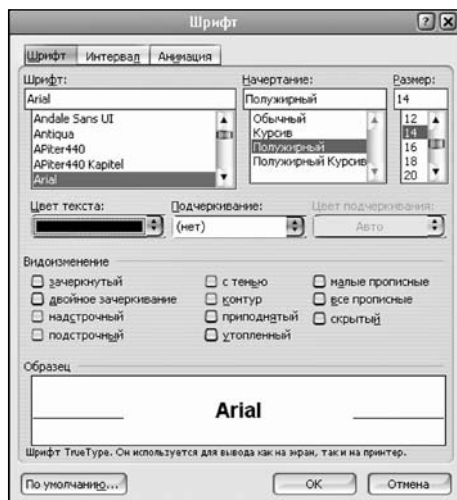 Шрифт
Шрифт Интервал Анимация
Шрифт: Начертание: Размер:
Arial Полужирный 14
Andale Sans UI Обычный 12
Antiqua Курсив 14
APiter440 Полужирный 16
APiter440 Kapitel Полужирный Курсив 18
Arial 20
Цвет текста: Подчеркивание: Цвет подчеркивания:
(нет) Авто
Видоизменение
зачеркнутый с тенью малые прописные
двойное зачеркивание контур все прописные
надстрочный приподнятый скрытый
подстрочный утопленный
Образец
Arial
Шрифт TrueType. Он используется для вывода как на экран, так и на принтер.
По умолчанию... ОК Отмена